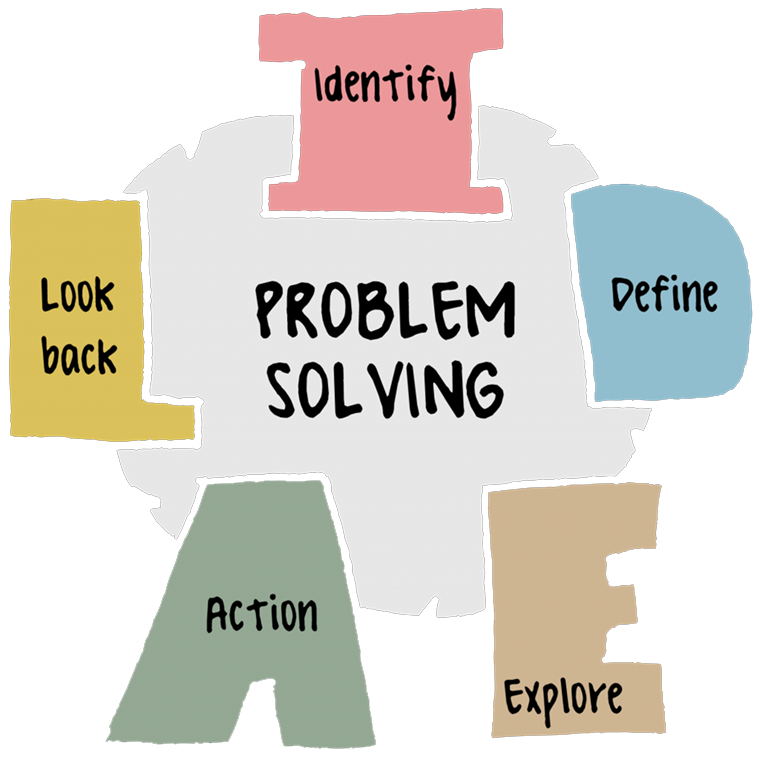 Identify
Define
Explore
Action
Look
back
PROBLEM
SOLVING